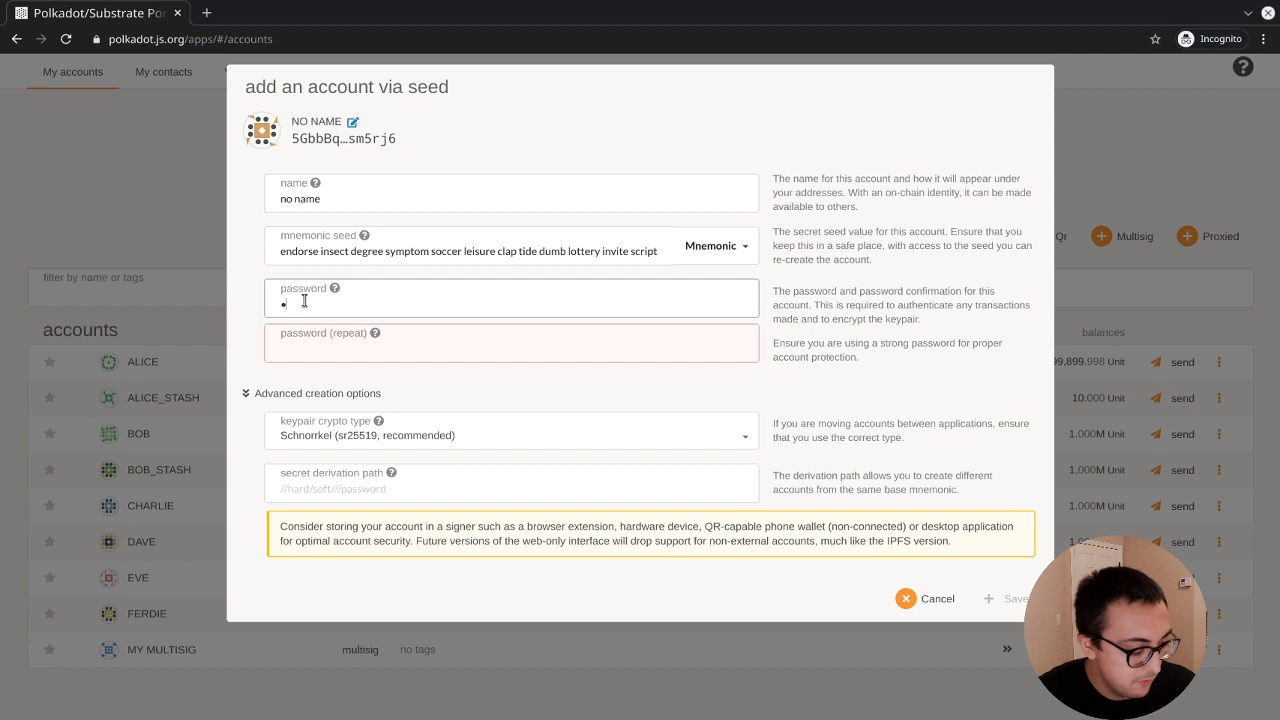 Polkadot/Substrate Por
polkadot.js.org/apps/#/accounts
Incognito
My accounts
My contacts
add an account via seed
NO NAME
5GbbBq…sm5rj6
name
no name
The name for this account and how it will appear under
your addresses. With an on-chain identity, it can be made
available to others.
mnemonic seed
endorse insect degree symptom soccer leisure clap tide dumb lottery invite script
Mnemonic
The secret seed value for this account. Ensure that you
keep this in a safe place, with access to the seed you can
re-create the account.
Qr
Multisig
Proxied
filter by name or tags
password
•
The password and password confirmation for this
account. This is required to authenticate any transactions
made and to encrypt the keypair.
password (repeat)
Ensure you are using a strong password for proper
account protection.
accounts
balances
ALICE
99,899.998 Unit
send
Advanced creation options
ALICE_STASH
10.000 Unit
send
keypair crypto type
Schnorrkel (sr25519, recommended)
If you are moving accounts between applications, ensure
that you use the correct type.
BOB
1.000M Unit
send
BOB_STASH
1.000M Unit
send
secret derivation path
//hard/soft///password
The derivation path allows you to create different
accounts from the same base mnemonic.
CHARLIE
1.000M Unit
send
Consider storing your account in a signer such as a browser extension, hardware device, QR-capable phone wallet (non-connected) or desktop application
for optimal account security. Future versions of the web-only interface will drop support for non-external accounts, much like the IPFS version.
DAVE
EVE
Cancel
Save
FERDIE
MY MULTISIG
multisig
no tags